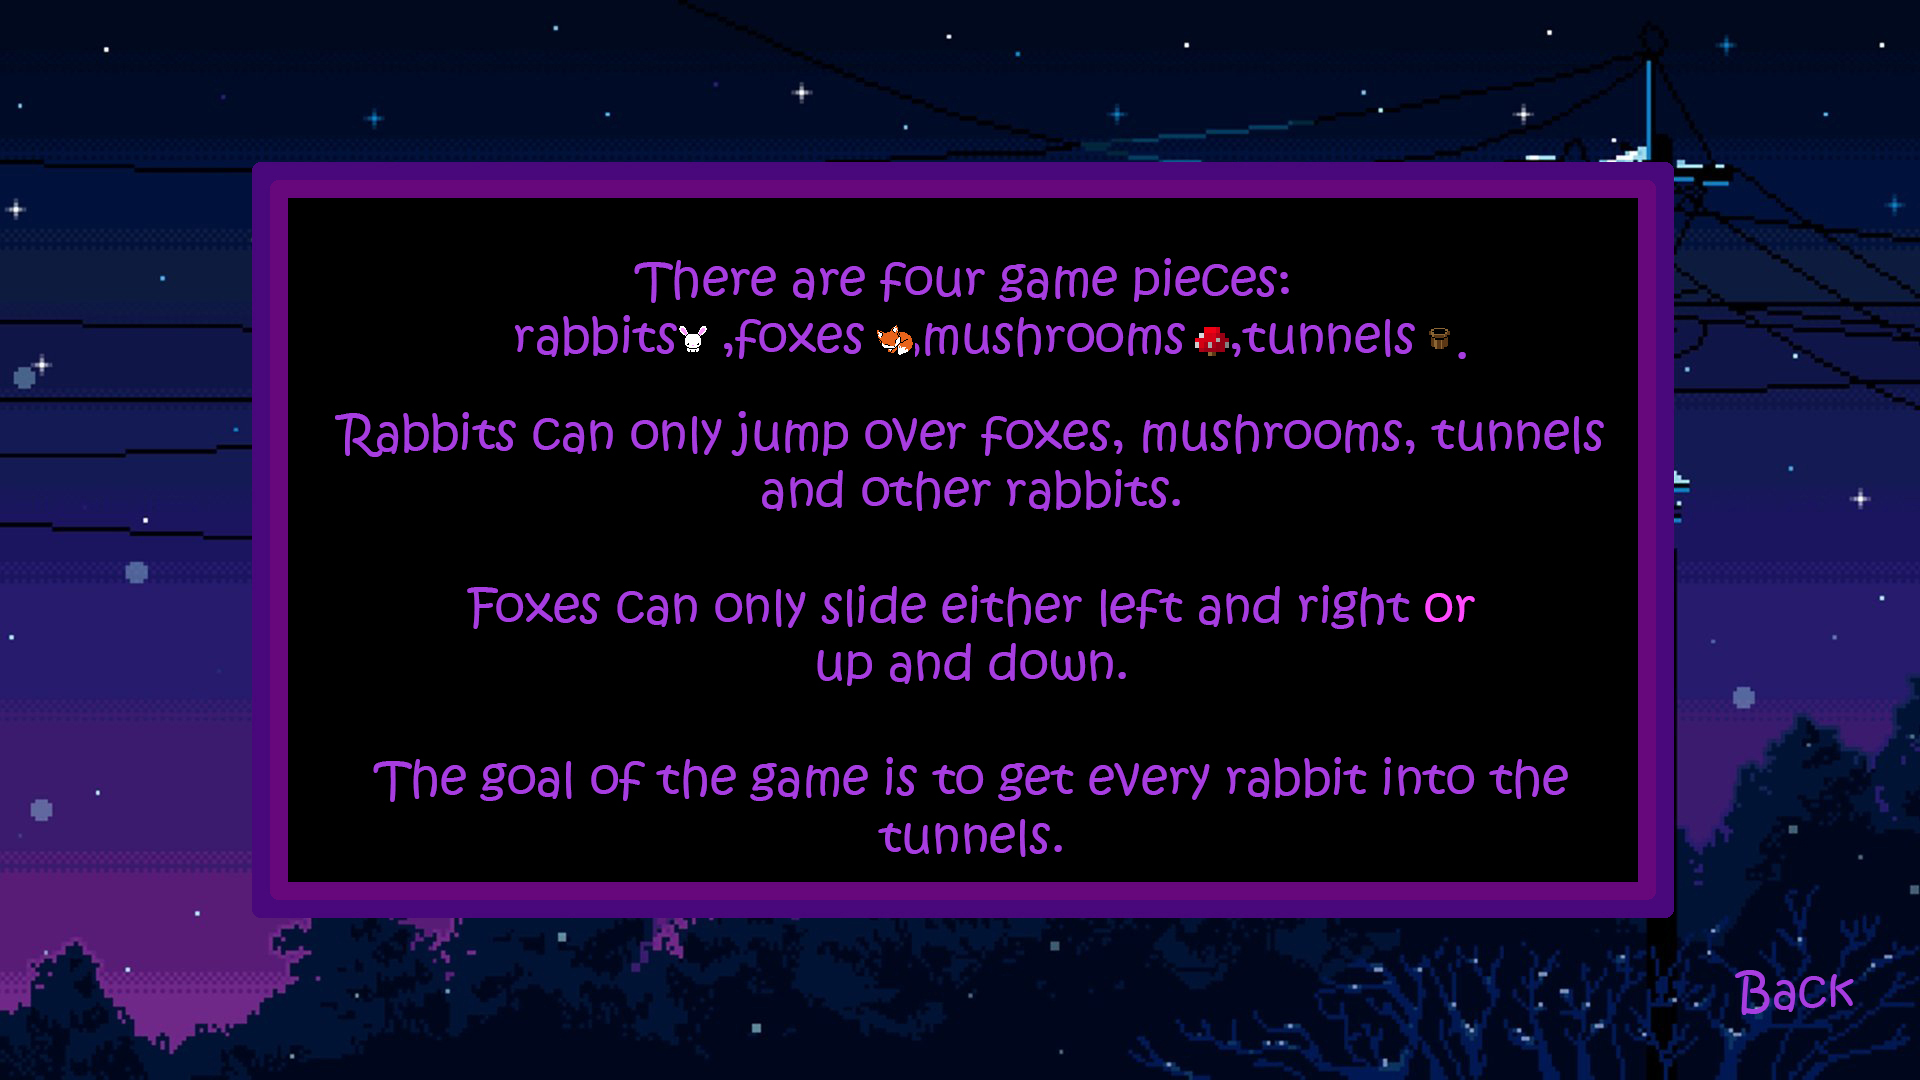 There are four game pieces:
rabbits ,foxes ,mushrooms ,tunnels .
Rabbits can only jump over foxes, mushrooms, tunnels
and other rabbits.
Foxes can only slide either left and right or
up and down.
The goal of the game is to get every rabbit into the
tunnels.
Back